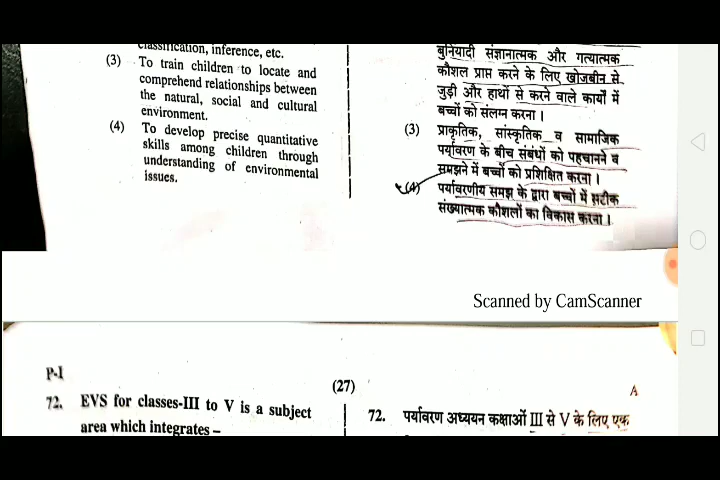 classification, inference, etc.
(3) To train children to locate and
comprehend relationships between
the natural, social and cultural
environment.
(4) To develop precise quantitative
skills among children through
understanding of environmental
issues.
बुनियादी संज्ञानात्मक और गत्यात्मक
कौशल प्राप्त करने के लिए खोजबीन से
जुड़ी और हाथों से करने वाले कार्यों में
बच्चों को संलग्न करना।
(3) प्राकृतिक, सांस्कृतिक व सामाजिक
पर्यावरण के बीच संबंधों को पहचानने व
समझने में बच्चों को प्रशिक्षित करना।
(4) पर्यावरणीय समझ के द्वारा बच्चों में सटीक
संख्यात्मक कौशलों का विकास करना।
Scanned by CamScanner
P-I
(27)
A
72. EVS for classes-III to V is a subject
area which integrates –
72. पर्यावरण अध्ययन कक्षाओं III से V के लिए एक